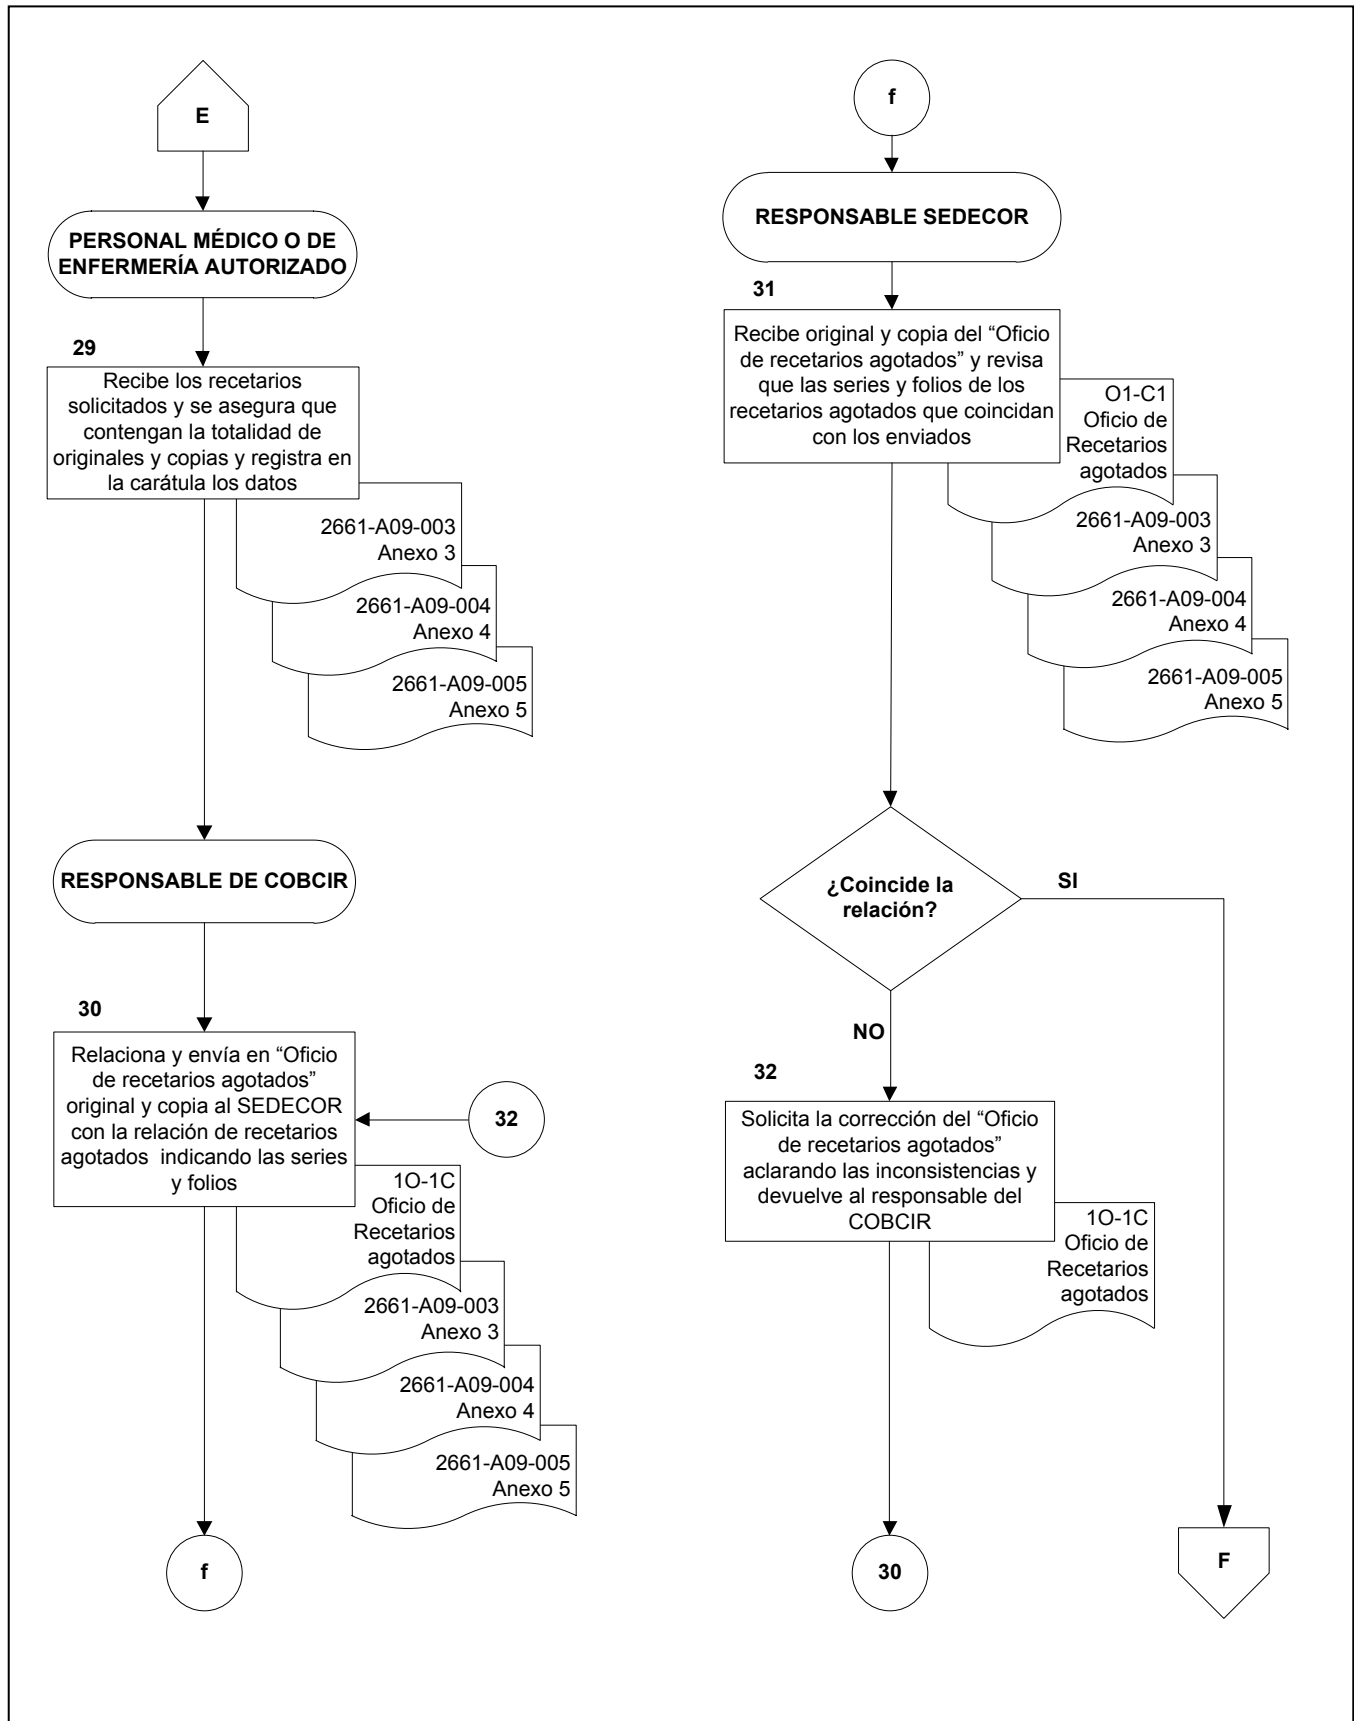 E
PERSONAL MÉDICO O DE
ENFERMERÍA AUTORIZADO
29
Recibe los recetarios
solicitados y se asegura que
contengan la totalidad de
originales y copias y registra en
la carátula los datos
2661-A09-003
Anexo 3
2661-A09-004
Anexo 4
2661-A09-005
Anexo 5
RESPONSABLE DE COBCIR
30
Relaciona y envía en “Oficio
de recetarios agotados”
original y copia al SEDECOR
con la relación de recetarios
agotados indicando las series
y folios
32
1O-1C
Oficio de
Recetarios
agotados
2661-A09-003
Anexo 3
2661-A09-004
Anexo 4
2661-A09-005
Anexo 5
f
f
RESPONSABLE SEDECOR
31
Recibe original y copia del “Oficio
de recetarios agotados” y revisa
que las series y folios de los
recetarios agotados que coincidan
con los enviados
O1-C1
Oficio de
Recetarios
agotados
2661-A09-003
Anexo 3
2661-A09-004
Anexo 4
2661-A09-005
Anexo 5
¿Coincide la
relación?
SI
NO
32
Solicita la corrección del “Oficio
de recetarios agotados”
aclarando las inconsistencias y
devuelve al responsable del
COBCIR
1O-1C
Oficio de
Recetarios
agotados
30
F